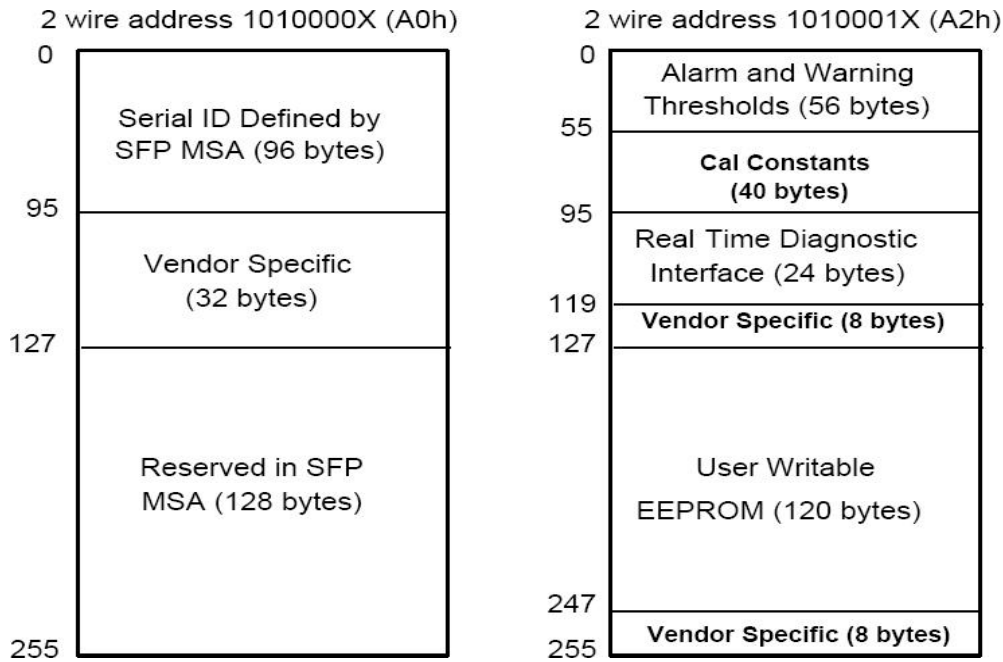 2 wire address 1010000X (A0h)
0
Serial ID Defined by
SFP MSA (96 bytes)
95
Vendor Specific
(32 bytes)
127
Reserved in SFP
MSA (128 bytes)
255
2 wire address 1010001X (A2h)
0
Alarm and Warning
Thresholds (56 bytes)
55
Cal Constants
(40 bytes)
95
Real Time Diagnostic
Interface (24 bytes)
119
Vendor Specific (8 bytes)
127
User Writable
EEPROM (120 bytes)
247
Vendor Specific (8 bytes)
255